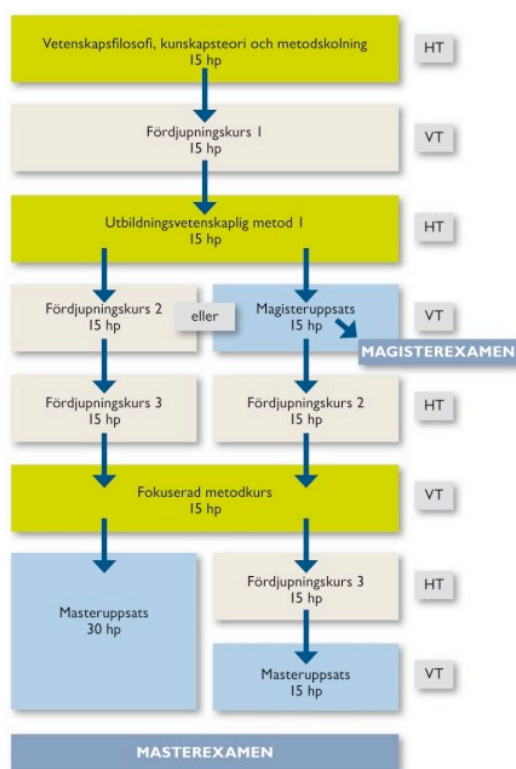 Vetenskapsfilosofi, kunskapsteori och metodskolning
15 hp
HT
Fördjupningskurs 1
15 hp
VT
Utbildningsvetenskaplig metod 1
15 hp
HT
Fördjupningskurs 2
15 hp
eller
Magisteruppsats
15 hp
VT
MAGISTEREXAMEN
Fördjupningskurs 3
15 hp
Fördjupningskurs 2
15 hp
HT
Fokuserad metodkurs
15 hp
VT
Masteruppsats
30 hp
Fördjupningskurs 3
15 hp
HT
Masteruppsats
15 hp
VT
MASTEREXAMEN